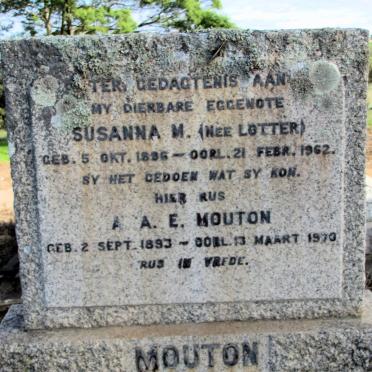 TER GEDAGTENIS AAN
MY DIERBARE EGGENOTE
SUSANNA M. (NEE LOTTER)
GEB. 5 OKT. 1896 – OORL. 21 FEBR. 1962.
SY HET GEDOEN WAT SY KON.
HIER RUS
A. A. E. MOUTON
GEB. 2 SEPT. 1893 – OORL. 13 MAART 1970
RUS IN VREDE.
MOUTON